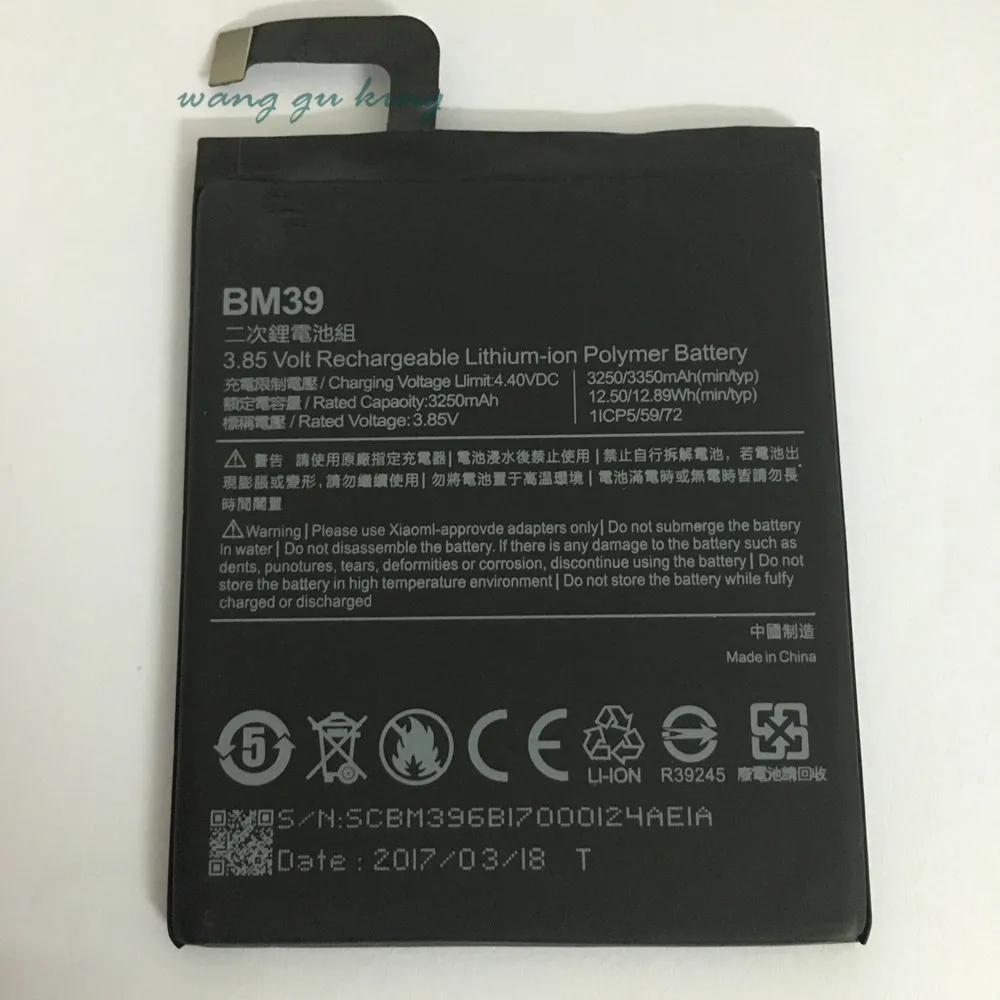 wang gu king
BM39
二次鋰電池組
3.85 Volt Rechargeable Lithium-ion Polymer Battery
充電限制電壓 / Charging Voltage Llimit:4.40VDC
額定電容量 / Rated Capacity:3250mAh
標稱電壓 / Rated Voltage: 3.85V
3250/3350mAh(min/typ)
12.50/12.89Wh(min/typ)
1ICP5/59/72
警告 請使用原廠指定充電器 | 電池浸水後禁止使用 | 禁止自行拆解電池，若電池出
現膨脹或變形，請勿繼續使用 | 勿將電池置于高溫環境 | 電池滿電時或無電時皆請勿長
時間閣置
Warning | Please use Xiaoml-approvde adapters only | Do not submerge the battery
In water | Do not disassemble the battery. If there is any damage to the battery such as
dents, punotures, tears, deformities or corrosion, discontinue using the battery | Do not
store the battery in high temperature environment | Do not store the battery while fulfy
charged or discharged
中國制造
Made in China
5
CE
LI-ION
R39245
廢電池請回收
S/N:SCBM396B17000124AE1A
Date : 2017/03/18 T